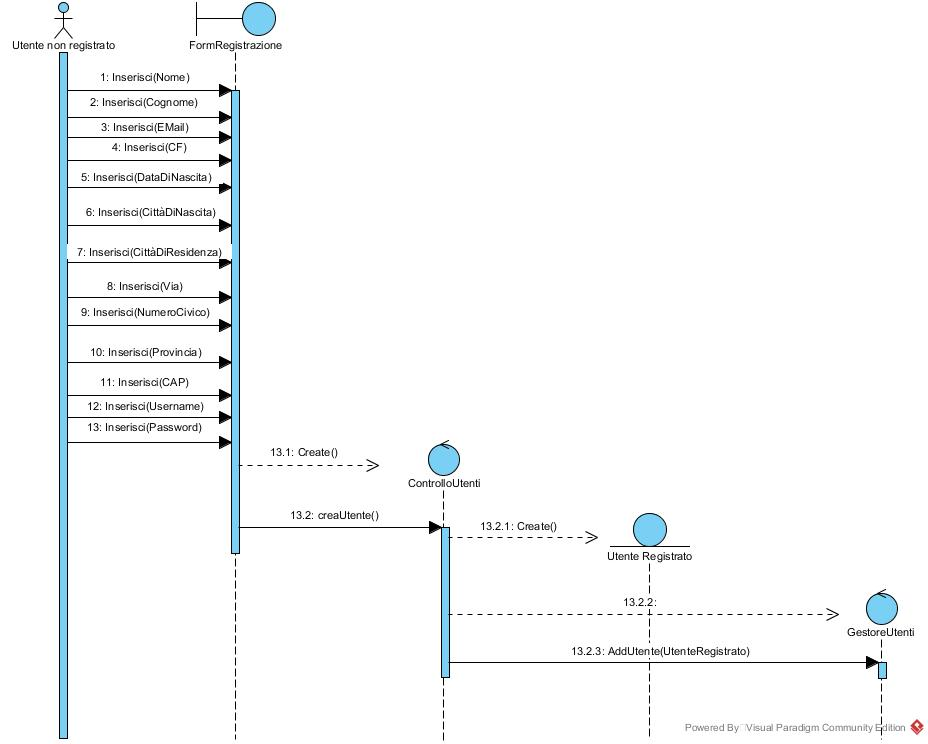 Utente non registrato
FormRegistrazione
1: Inserisci(Nome)
2: Inserisci(Cognome)
3: Inserisci(EMail)
4: Inserisci(CF)
5: Inserisci(DataDiNascita)
6: Inserisci(CittàDiNascita)
7: Inserisci(CittàDiResidenza)
8: Inserisci(Via)
9: Inserisci(NumeroCivico)
10: Inserisci(Provincia)
11: Inserisci(CAP)
12: Inserisci(Username)
13: Inserisci(Password)
13.1: Create()
ControlloUtenti
13.2: creaUtente()
13.2.1: Create()
Utente Registrato
13.2.2:
GestoreUtenti
13.2.3: AddUtente(UtenteRegistrato)
Powered By Visual Paradigm Community Edition